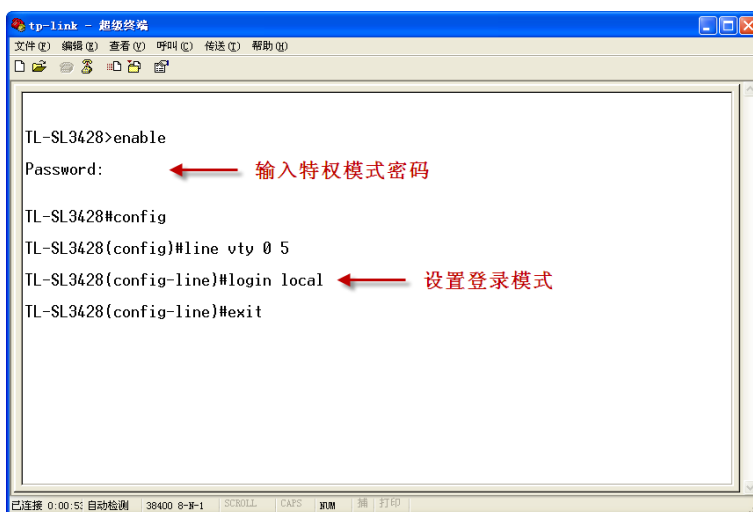 tp-link - 超级终端
文件(F) 编辑(E) 查看(V) 呼叫(C) 传送(T) 帮助(H)
TL-SL3428>enable
Password: 输入特权模式密码
TL-SL3428#config
TL-SL3428(config)#line vty 0 5
TL-SL3428(config-line)#login local 设置登录模式
TL-SL3428(config-line)#exit
已连接 0:00:5: 自动检测 38400 8-N-1 SCROLL CAPS NUM 捕 打印